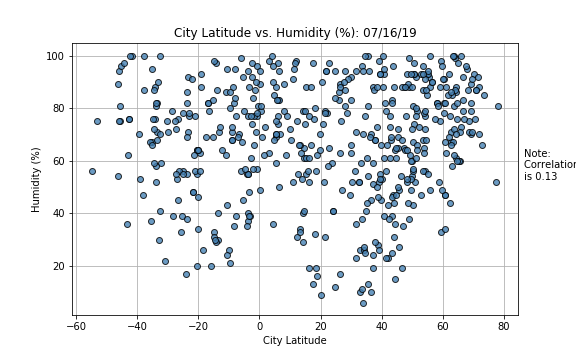 City Latitude vs. Humidity (%): 07/16/19
100
80
60
40
20
Humidity (%)
−60
−40
−20
0
20
40
60
80
City Latitude
Note:
Correlation
is 0.13